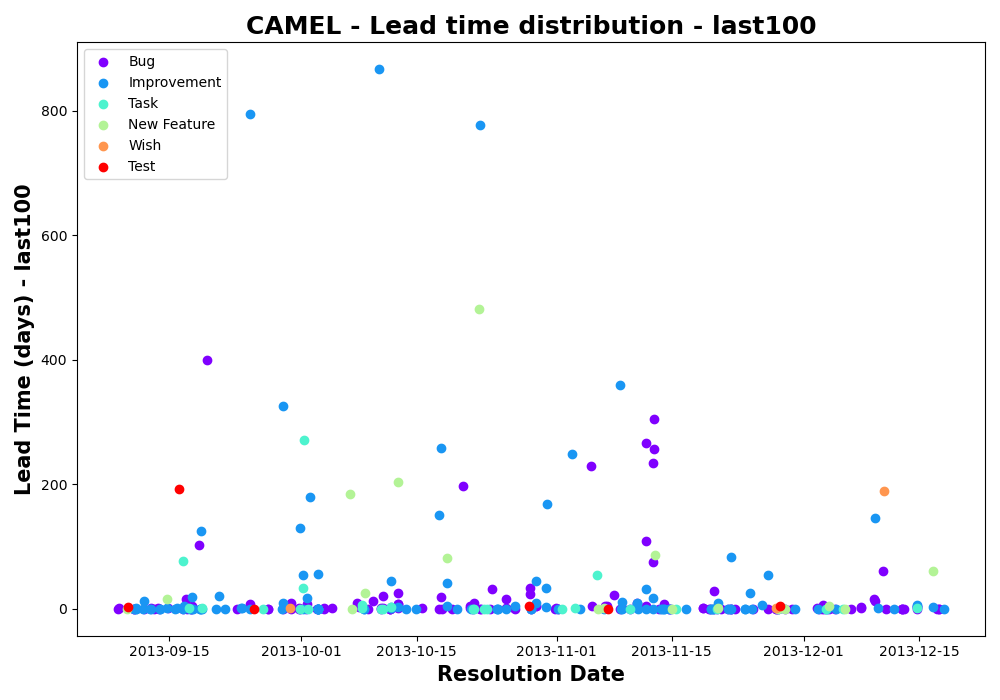 CAMEL - Lead time distribution - last100
Bug
Improvement
Task
New Feature
Wish
Test
Lead Time (days) - last100
800
600
400
200
0
2013-09-15 2013-10-01 2013-10-15 2013-11-01 2013-11-15 2013-12-01 2013-12-15
Resolution Date